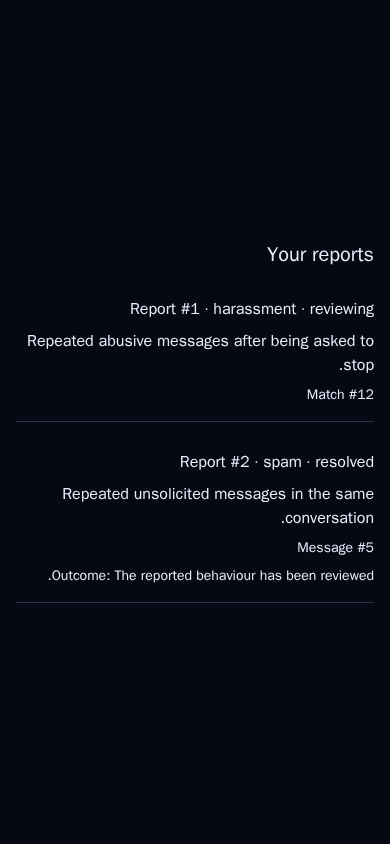 Your reports
Report #1 · harassment · reviewing
Repeated abusive messages after being asked to
.stop
Match #12
Report #2 · spam · resolved
Repeated unsolicited messages in the same
.conversation
Message #5
.Outcome: The reported behaviour has been reviewed